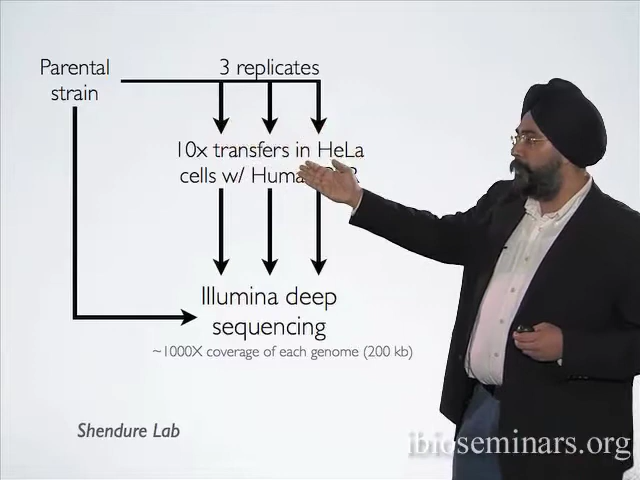 Parental
strain
3 replicates
10x transfers in HeLa
cells w/ Human
Illumina deep
sequencing
~1000X coverage of each genome (200 kb)
Shendure Lab
ibioseminars.org